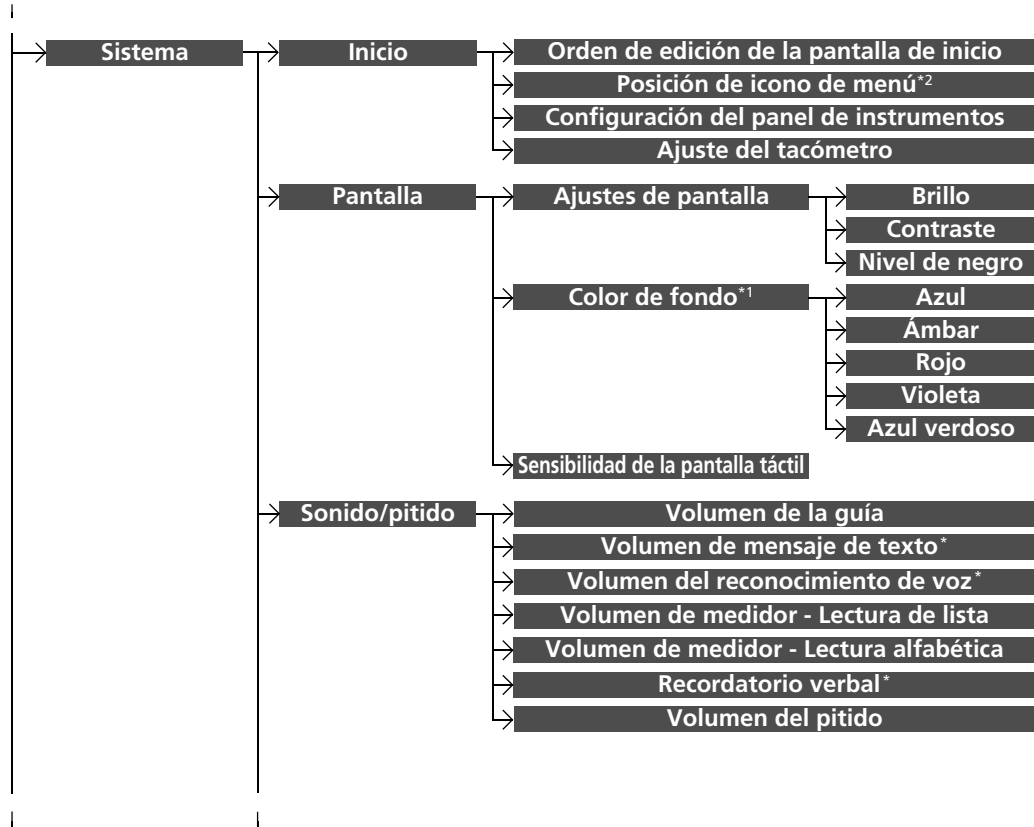 Sistema
Inicio
Orden de edición de la pantalla de inicio
Posición de icono de menú*2
Configuración del panel de instrumentos
Ajuste del tacómetro
Pantalla
Ajustes de pantalla
Brillo
Contraste
Nivel de negro
Color de fondo*1
Azul
Ámbar
Rojo
Violeta
Azul verdoso
Sensibilidad de la pantalla táctil
Sonido/pitido
Volumen de la guía
Volumen de mensaje de texto*
Volumen del reconocimiento de voz*
Volumen de medidor - Lectura de lista
Volumen de medidor - Lectura alfabética
Recordatorio verbal*
Volumen del pitido